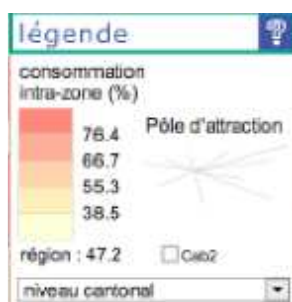 légende
consommation
intra-zone (%)
76.4
66.7
55.3
38.5
Pôle d'attraction
région : 47.2
niveau cantonal